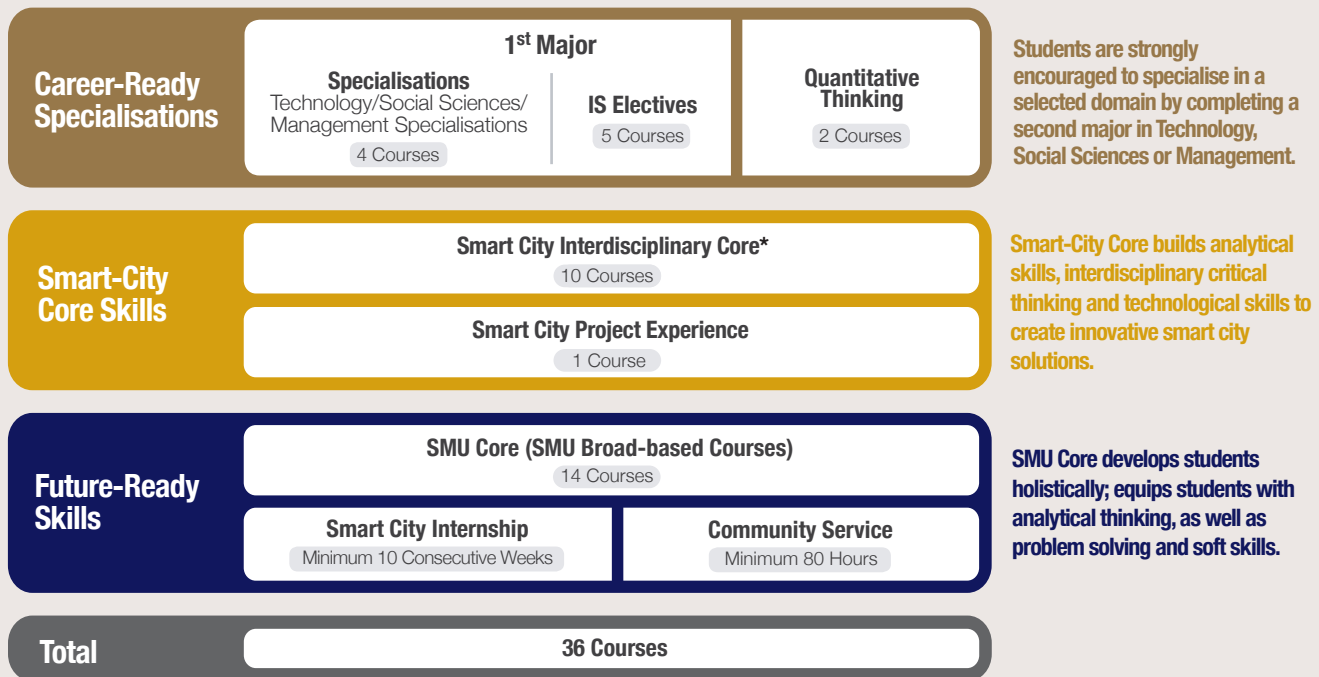 Career-Ready
Specialisations
1st Major
Specialisations
Technology/Social Sciences/
Management Specialisations
4 Courses
IS Electives
5 Courses
Quantitative
Thinking
2 Courses
Students are strongly
encouraged to specialise in a
selected domain by completing a
second major in Technology,
Social Sciences or Management.
Smart-City
Core Skills
Smart City Interdisciplinary Core*
10 Courses
Smart City Project Experience
1 Course
Smart-City Core builds analytical
skills, interdisciplinary critical
thinking and technological skills to
create innovative smart city
solutions.
Future-Ready
Skills
SMU Core (SMU Broad-based Courses)
14 Courses
Smart City Internship
Minimum 10 Consecutive Weeks
Community Service
Minimum 80 Hours
SMU Core develops students
holistically; equips students with
analytical thinking, as well as
problem solving and soft skills.
Total
36 Courses